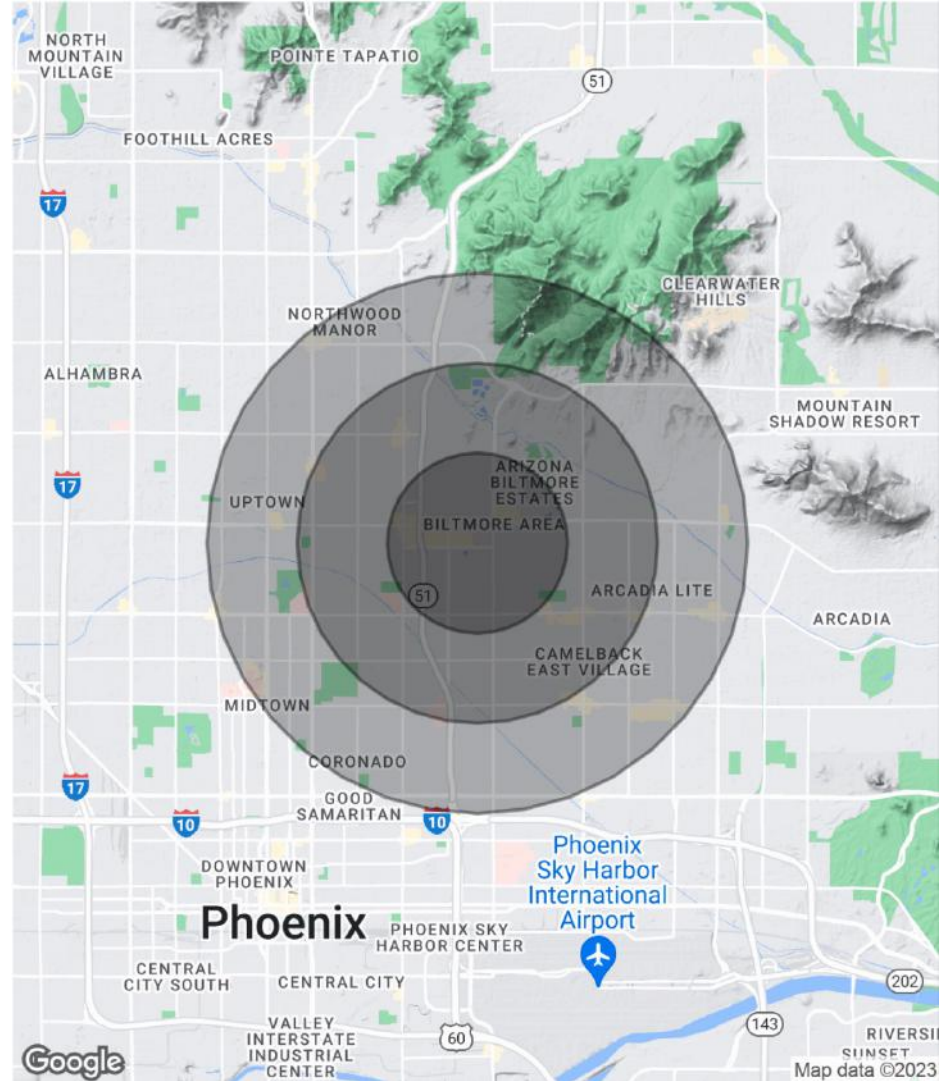 NORTH
MOUNTAIN
VILLAGE
POINTE TAPATIO
51
FOOTHILL ACRES
17
CLEARWATER
HILLS
NORTHWOOD
MANOR
ALHAMBRA
MOUNTAIN
SHADOW RESORT
17
ARIZONA
BILTMORE
ESTATES
UPTOWN
BILTMORE AREA
51
ARCADIA LITE
ARCADIA
CAMELBACK
EAST VILLAGE
MIDTOWN
CORONADO
17
GOOD
SAMARITAN
10
10
DOWNTOWN
PHOENIX
Phoenix
Sky Harbor
International
Airport
Phoenix
PHOENIX SKY
HARBOR CENTER
CENTRAL
CITY SOUTH
CENTRAL CITY
202
143
VALLEY
INTERSTATE
INDUSTRIAL
CENTER
60
RIVERSI
SUNSET
Google
Map data ©2023